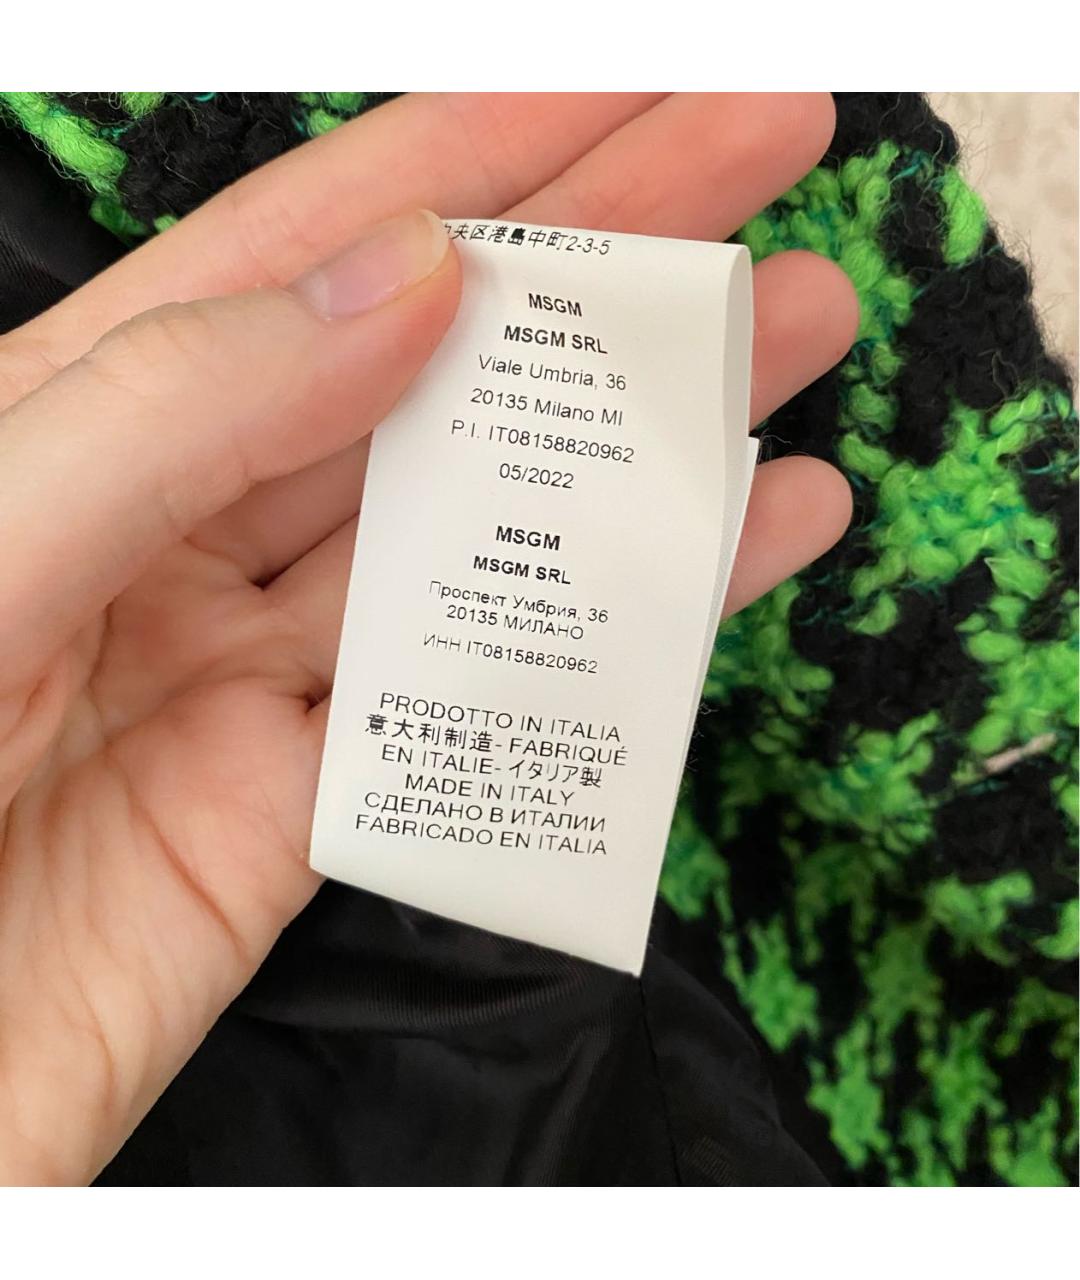 央区港島中町2-3-5
MSGM
MSGM SRL
Viale Umbria, 36
20135 Milano MI
P.I. IT08158820962
05/2022
MSGM
MSGM SRL
Проспект Умбрия, 36
20135 МИЛАНО
ИНН IT08158820962
PRODOTTO IN ITALIA
意大利制造- FABRIQUÉ
EN ITALIE- イタリア製
MADE IN ITALY
СДЕЛАНО В ИТАЛИИ
FABRICADO EN ITALIA